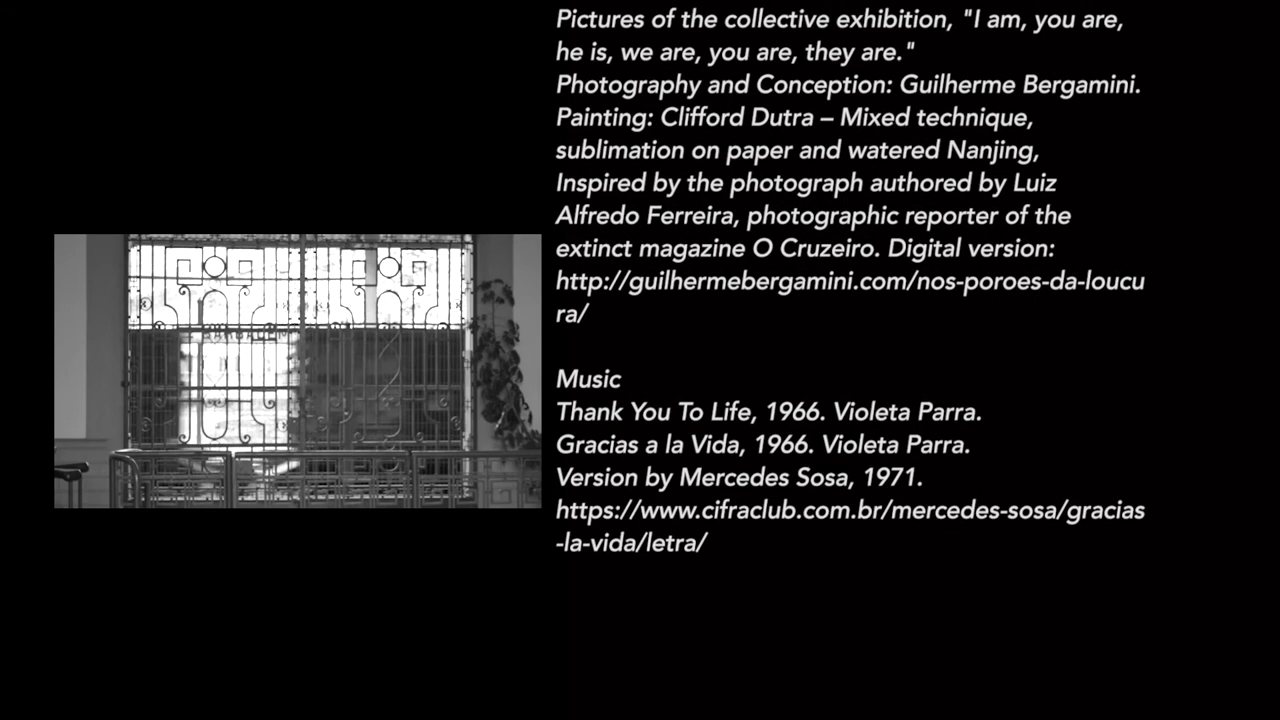 Pictures of the collective exhibition, "I am, you are,
he is, we are, you are, they are."
Photography and Conception: Guilherme Bergamini.
Painting: Clifford Dutra – Mixed technique,
sublimation on paper and watered Nanjing,
Inspired by the photograph authored by Luiz
Alfredo Ferreira, photographic reporter of the
extinct magazine O Cruzeiro. Digital version:
http://guilhermebergamini.com/nos-poroes-da-loucu
ra/
Music
Thank You To Life, 1966. Violeta Parra.
Gracias a la Vida, 1966. Violeta Parra.
Version by Mercedes Sosa, 1971.
https://www.cifraclub.com.br/mercedes-sosa/gracias
-la-vida/letra/